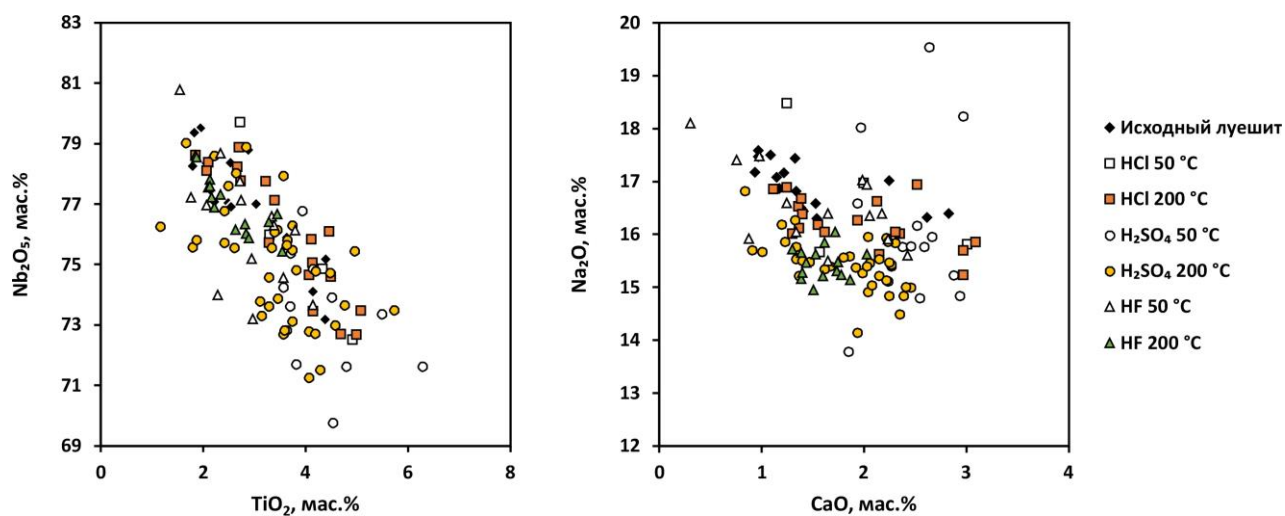 83
81
79
77
75
73
71
69
Nb₂O₅, мас.%
0 2 4 6 8
TiO₂, мас.%
20
19
18
17
16
15
14
13
12
Na₂O, мас.%
0 1 2 3 4
CaO, мас.%
Исходный луешит
HCl 50 °C
HCl 200 °C
H₂SO₄ 50 °C
H₂SO₄ 200 °C
HF 50 °C
HF 200 °C